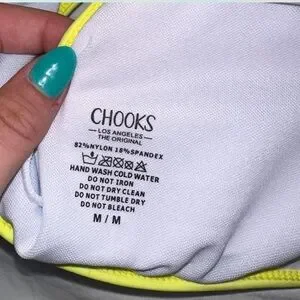 CHOOKS
LOS ANGELES
THE ORIGINAL
82%NYLON 18%SPANDEX
HAND WASH COLD WATER
DO NOT IRON
DO NOT DRY CLEAN
DO NOT TUMBLE DRY
DO NOT BLEACH
M / M